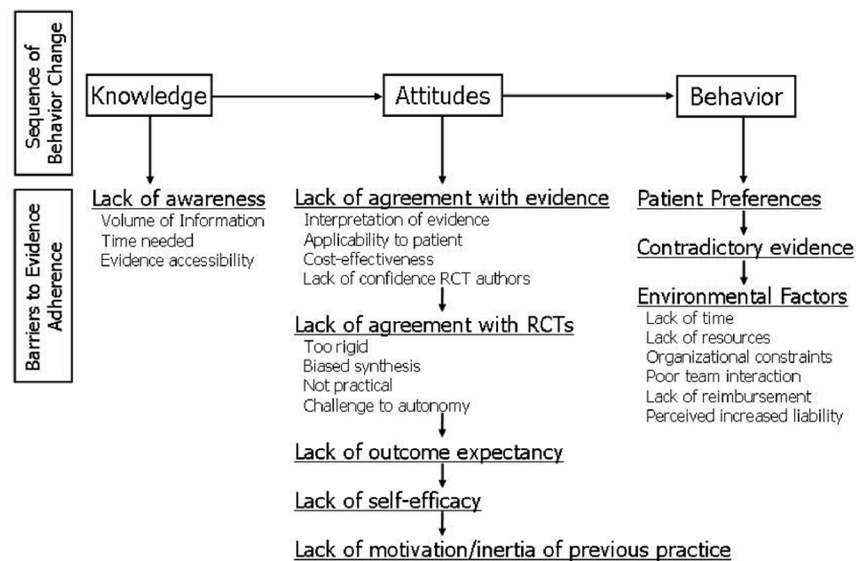 Sequence of
Behavior Change
Knowledge
Attitudes
Behavior
Barriers to Evidence
Adherence
Lack of awareness
Volume of Information
Time needed
Evidence accessibility
Lack of agreement with evidence
Interpretation of evidence
Applicability to patient
Cost-effectiveness
Lack of confidence RCT authors
Lack of agreement with RCTs
Too rigid
Biased synthesis
Not practical
Challenge to autonomy
Lack of outcome expectancy
Lack of self-efficacy
Lack of motivation/inertia of previous practice
Patient Preferences
Contradictory evidence
Environmental Factors
Lack of time
Lack of resources
Organizational constraints
Poor team interaction
Lack of reimbursement
Perceived increased liability